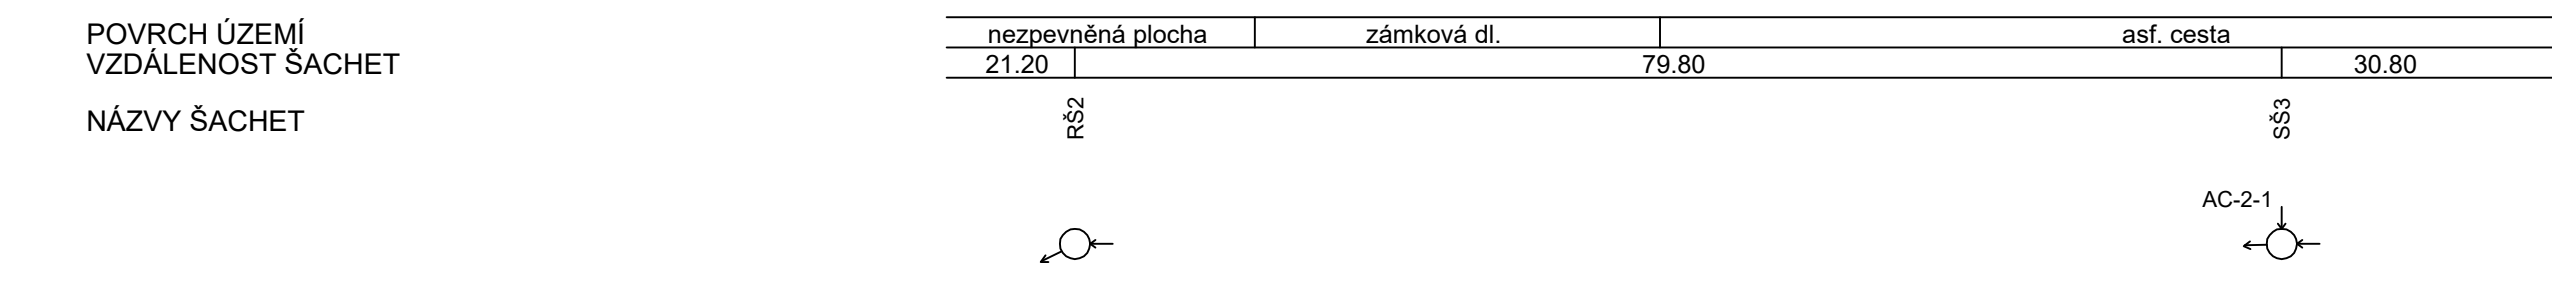 POVRCH ÚZEMÍ nezpevněná plocha zámková dl. asf. cesta
VZDÁLENOST ŠACHET 21.20 79.80 30.80
NÁZVY ŠACHET RŠ2 SŠ3
AC-2-1